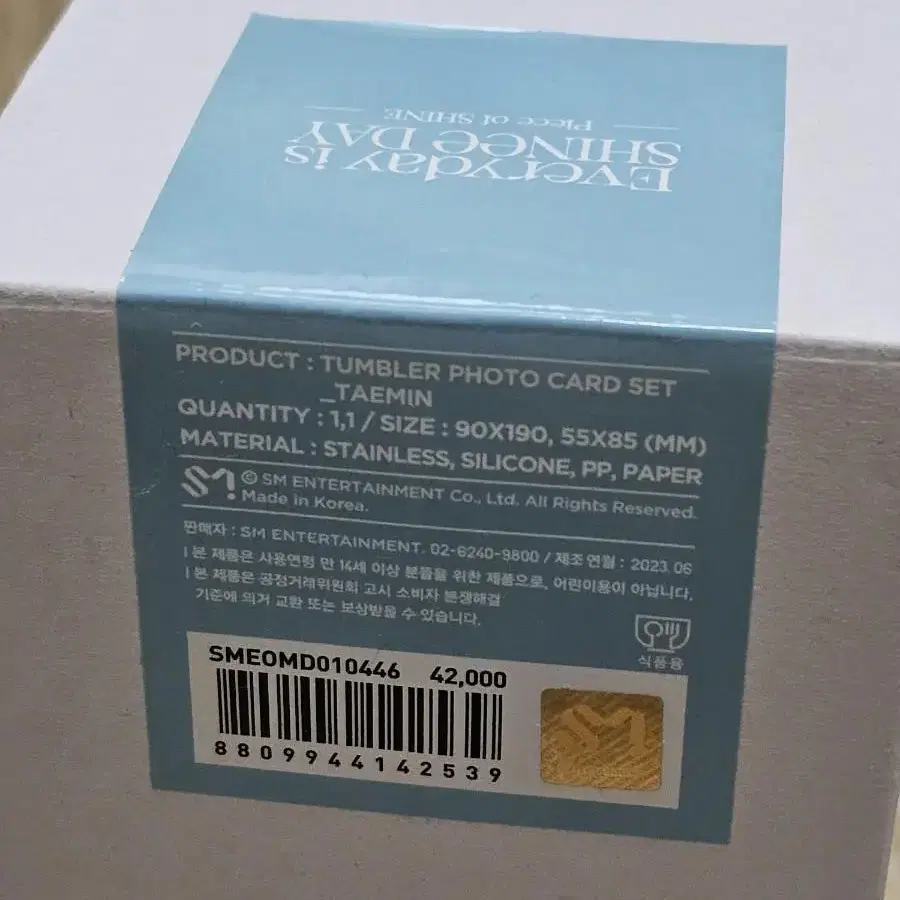 Everyday is
SHINee DAY
Piece of SHINE
PRODUCT : TUMBLER PHOTO CARD SET
_TAEMIN
QUANTITY : 1,1 / SIZE : 90X190, 55X85 (MM)
MATERIAL : STAINLESS, SILICONE, PP, PAPER
SM ⓒ SM ENTERTAINMENT Co., Ltd. All Rights Reserved.
Made in Korea.
판매자 : SM ENTERTAINMENT. 02-6240-9800 / 제조연월 : 2023. 06
| 본 제품은 사용연령 만 14세 이상 분들을 위한 제품으로, 어린이용이 아닙니다.
| 본 제품은 공정거래위원회 고시 소비자 분쟁해결
기준에 의거 교환 또는 보상받을 수 있습니다.
식품용
SMEOMD010446 42,000
8809944142539
SM